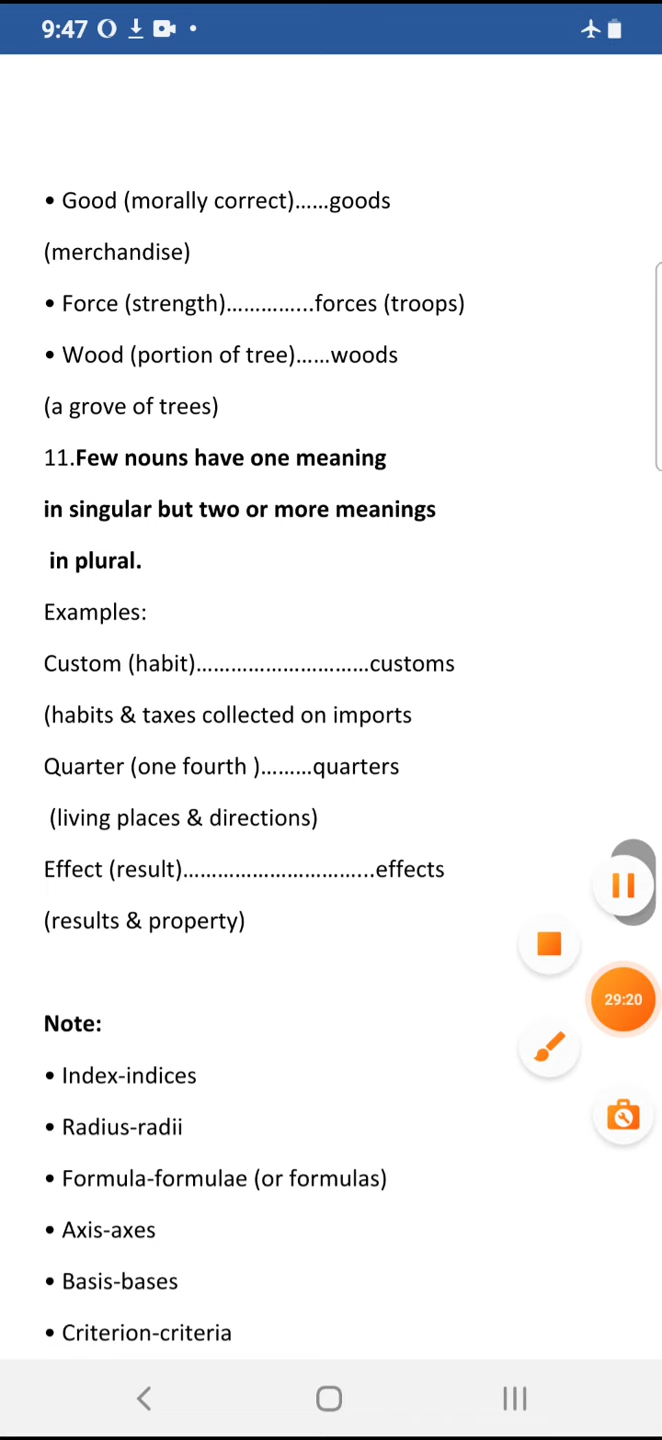 9:47
• Good (morally correct)......goods
(merchandise)
• Force (strength)...............forces (troops)
• Wood (portion of tree)......woods
(a grove of trees)
11.Few nouns have one meaning
in singular but two or more meanings
in plural.
Examples:
Custom (habit)..............................customs
(habits & taxes collected on imports
Quarter (one fourth ).........quarters
(living places & directions)
Effect (result).................................effects
(results & property)
29:20
Note:
• Index-indices
• Radius-radii
• Formula-formulae (or formulas)
• Axis-axes
• Basis-bases
• Criterion-criteria